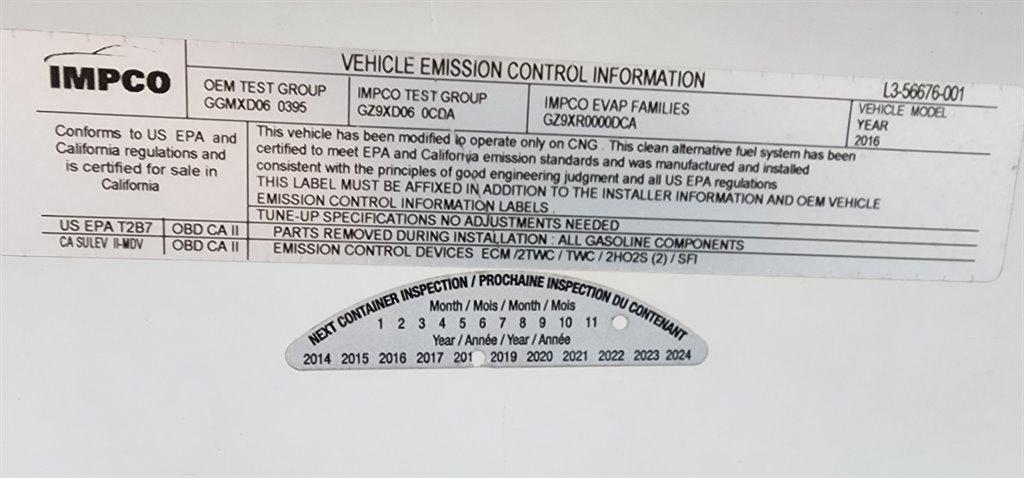 IMPCO
VEHICLE EMISSION CONTROL INFORMATION
L3-56676-001
OEM TEST GROUP
GGMXD06 0395
IMPCO TEST GROUP
GZ9XD06 0CDA
IMPCO EVAP FAMILIES
GZ9XR0000DCA
VEHICLE MODEL
YEAR
2016
Conforms to US EPA and
California regulations and
is certified for sale in
California
This vehicle has been modified to operate only on CNG . This clean alternative fuel system has been
certified to meet EPA and California emission standards and was manufactured and installed
consistent with the principles of good engineering judgment and all US EPA regulations
THIS LABEL MUST BE AFFIXED IN ADDITION TO THE INSTALLER INFORMATION AND OEM VEHICLE
EMISSION CONTROL INFORMATION LABELS .
TUNE-UP SPECIFICATIONS NO ADJUSTMENTS NEEDED
US EPA T2B7 OBD CA II PARTS REMOVED DURING INSTALLATION : ALL GASOLINE COMPONENTS
CA SULEV II-MDV OBD CA II EMISSION CONTROL DEVICES ECM /2TWC / TWC / 2HO2S (2) / SFI
NEXT CONTAINER INSPECTION / PROCHAINE INSPECTION DU CONTENANT
Month / Mois / Month / Mois
1 2 3 4 5 6 7 8 9 10 11
Year / Année / Year / Année
2014 2015 2016 2017 201 2019 2020 2021 2022 2023 2024